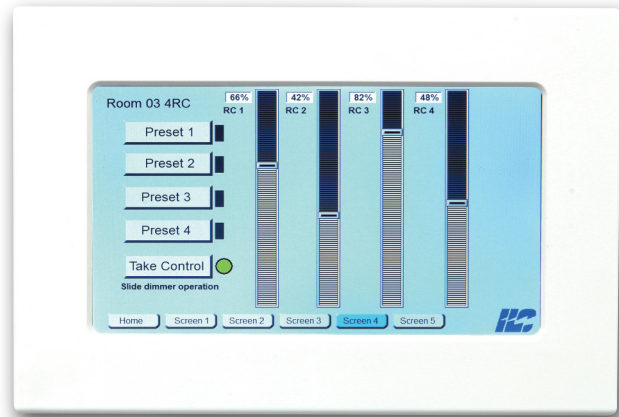 Room 03 4RC
66% 42% 82% 48%
RC 1 RC 2 RC 3 RC 4
Preset 1
Preset 2
Preset 3
Preset 4
Take Control
Slide dimmer operation
Home Screen 1 Screen 2 Screen 3 Screen 4 Screen 5
ILC